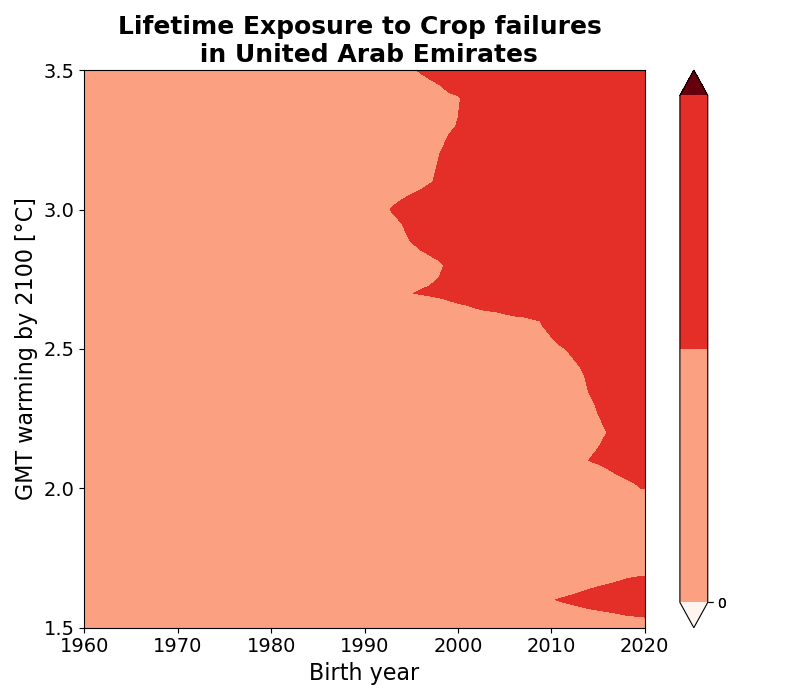 Lifetime Exposure to Crop failures
in United Arab Emirates
GMT warming by 2100 [°C]
3.5
3.0
2.5
2.0
1.5
0
1960 1970 1980 1990 2000 2010 2020
Birth year